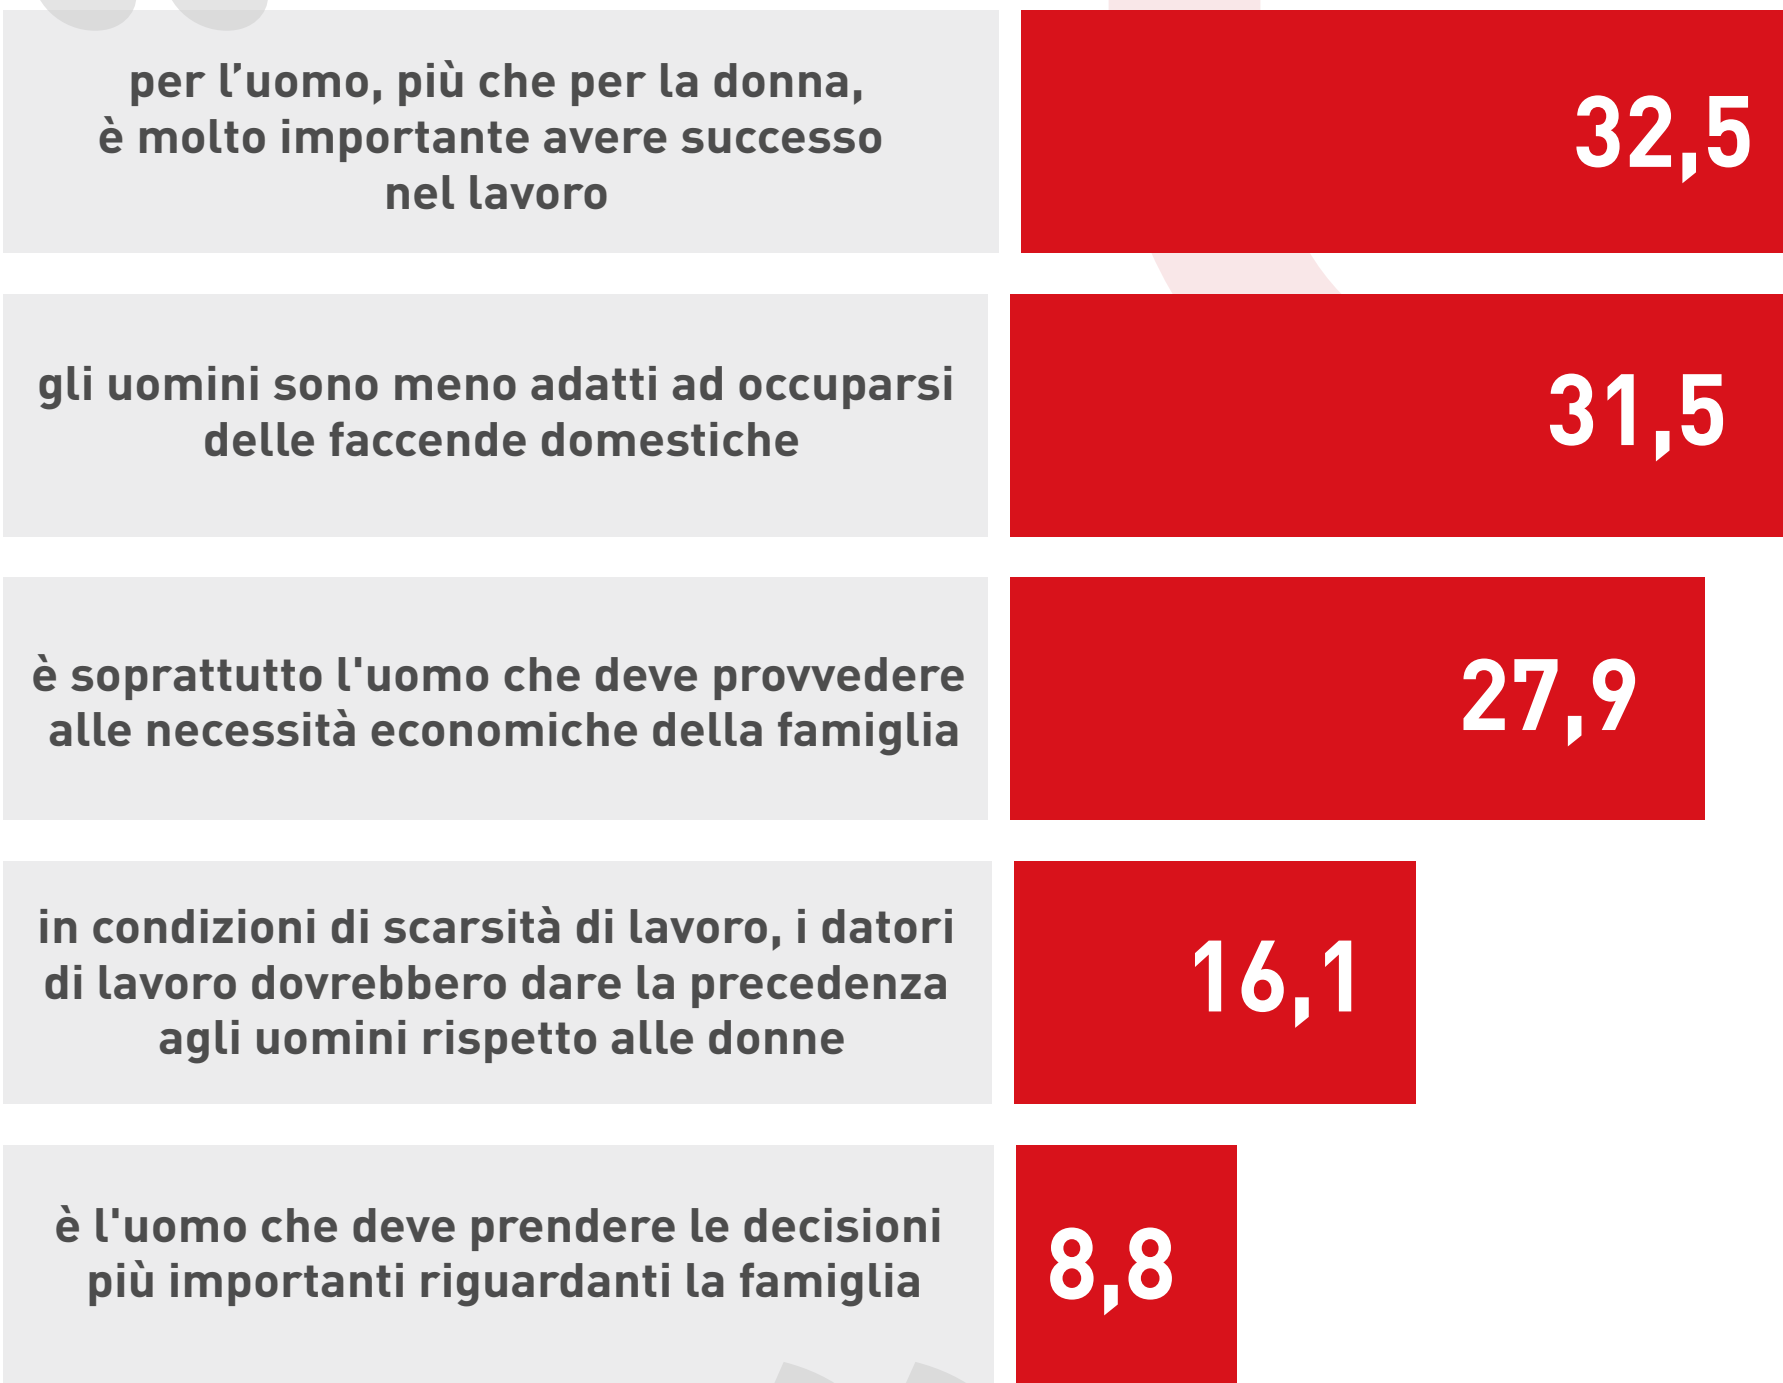 per l’uomo, più che per la donna,
è molto importante avere successo
nel lavoro
32,5
gli uomini sono meno adatti ad occuparsi
delle faccende domestiche
31,5
è soprattutto l'uomo che deve provvedere
alle necessità economiche della famiglia
27,9
in condizioni di scarsità di lavoro, i datori
di lavoro dovrebbero dare la precedenza
agli uomini rispetto alle donne
16,1
è l'uomo che deve prendere le decisioni
più importanti riguardanti la famiglia
8,8